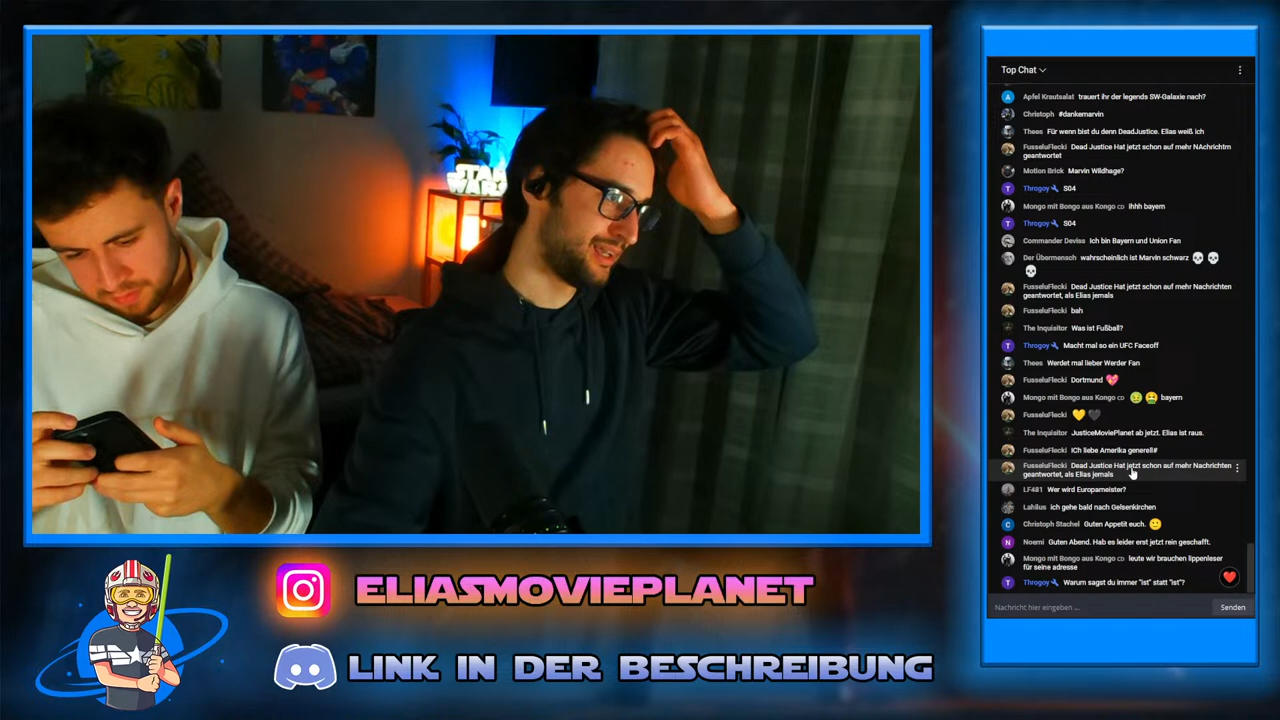 STAR
WARS
ELIASMOVIEPLANET
LINK IN DER BESCHREIBUNG
Top Chat
Apfel Krautsalat trauert ihr der legends SW-Galaxie nach?
Christoph #dankemarvin
Thees Für wenn bist du denn DeadJustice. Elias weiß ich
FusseluFlecki Dead Justice Hat jetzt schon auf mehr NAchrichtrn
geantwortet
Motion Brick Marvin Wildhage?
Throgoy S04
Mongo mit Bongo aus Kongo CD ihhh bayern
Throgoy S04
Commander Deviss Ich bin Bayern und Union Fan
Der Übermensch wahrscheinlich ist Marvin schwarz 💀 💀
💀
FusseluFlecki Dead Justice Hat jetzt schon auf mehr Nachrichten
geantwortet, als Elias jemals
FusseluFlecki bah
The Inquisitor Was ist Fußball?
Throgoy Macht mal so ein UFC Faceoff
Thees Werdet mal lieber Werder Fan
FusseluFlecki Dortmund 💖
Mongo mit Bongo aus Kongo CD 🤢 🤮 bayern
FusseluFlecki 💛 🖤
The Inquisitor JusticeMoviePlanet ab jetzt. Elias ist raus.
FusseluFlecki ICh liebe Amerika generell#
FusseluFlecki Dead Justice Hat jetzt schon auf mehr Nachrichten
geantwortet, als Elias jemals
LF481 Wer wird Europameister?
Lahilus ich gehe bald nach Gelsenkirchen
Christoph Stachel Guten Appetit euch. 🙂
Noemi Guten Abend. Hab es leider erst jetzt rein geschafft.
Mongo mit Bongo aus Kongo CD leute wir brauchen lippenleser
für seine adresse
Throgoy Warum sagst du immer "ist" statt "ist"?
Nachricht hier eingeben ...
Senden